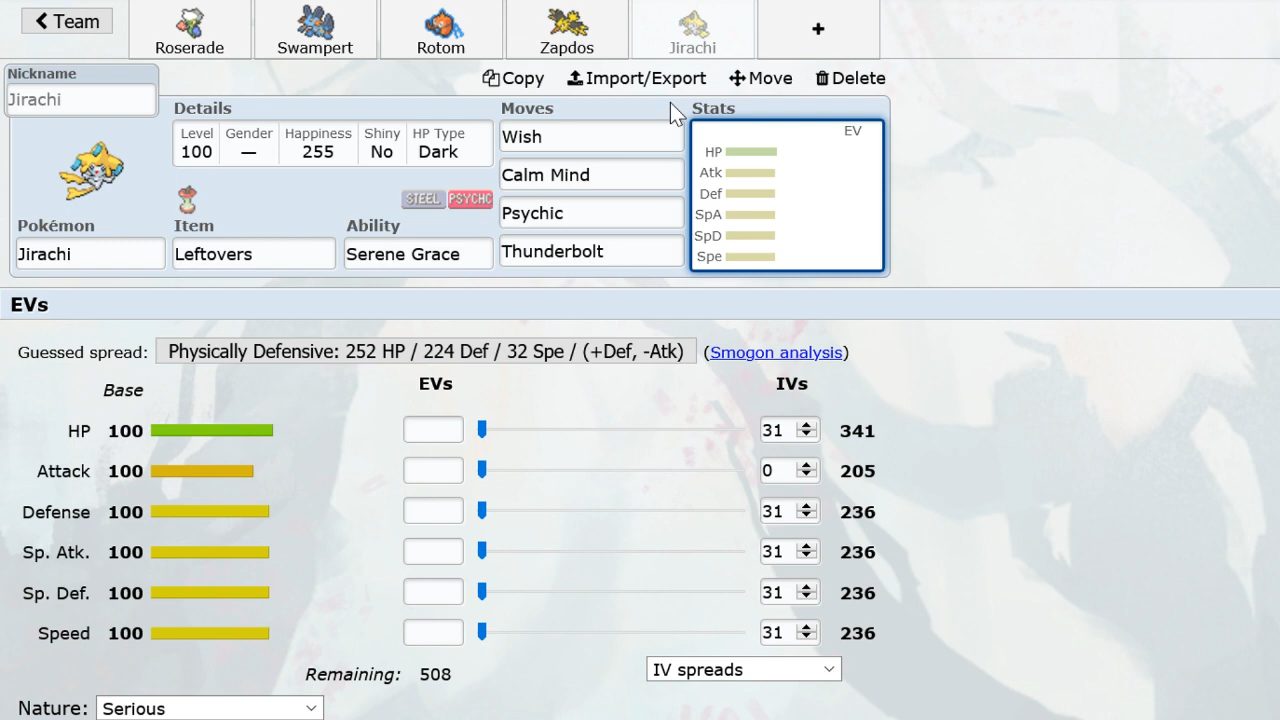 Team
Roserade
Swampert
Rotom
Zapdos
Jirachi
+
Nickname
Jirachi
Copy
Import/Export
Move
Delete
Details
Level Gender Happiness Shiny HP Type
100 — 255 No Dark
STEEL PSYCHC
Pokémon
Jirachi
Item
Leftovers
Ability
Serene Grace
Moves
Wish
Calm Mind
Psychic
Thunderbolt
Stats
EV
HP
Atk
Def
SpA
SpD
Spe
EVs
Guessed spread: Physically Defensive: 252 HP / 224 Def / 32 Spe / (+Def, -Atk) (Smogon analysis)
Base EVs IVs
HP 100 31 341
Attack 100 0 205
Defense 100 31 236
Sp. Atk. 100 31 236
Sp. Def. 100 31 236
Speed 100 31 236
Remaining: 508 IV spreads
Nature: Serious